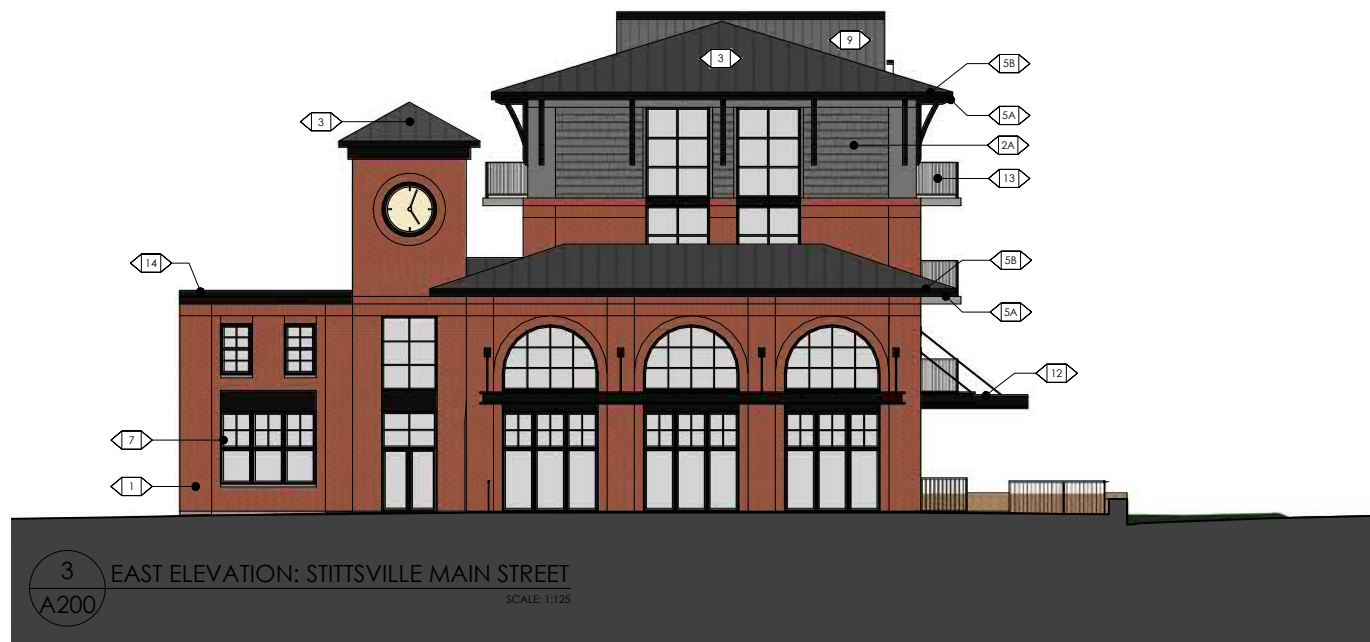 9
3
5B
5A
3
2A
13
14
5B
5A
12
7
1
3
A200
EAST ELEVATION: STITTSVILLE MAIN STREET
SCALE: 1:125